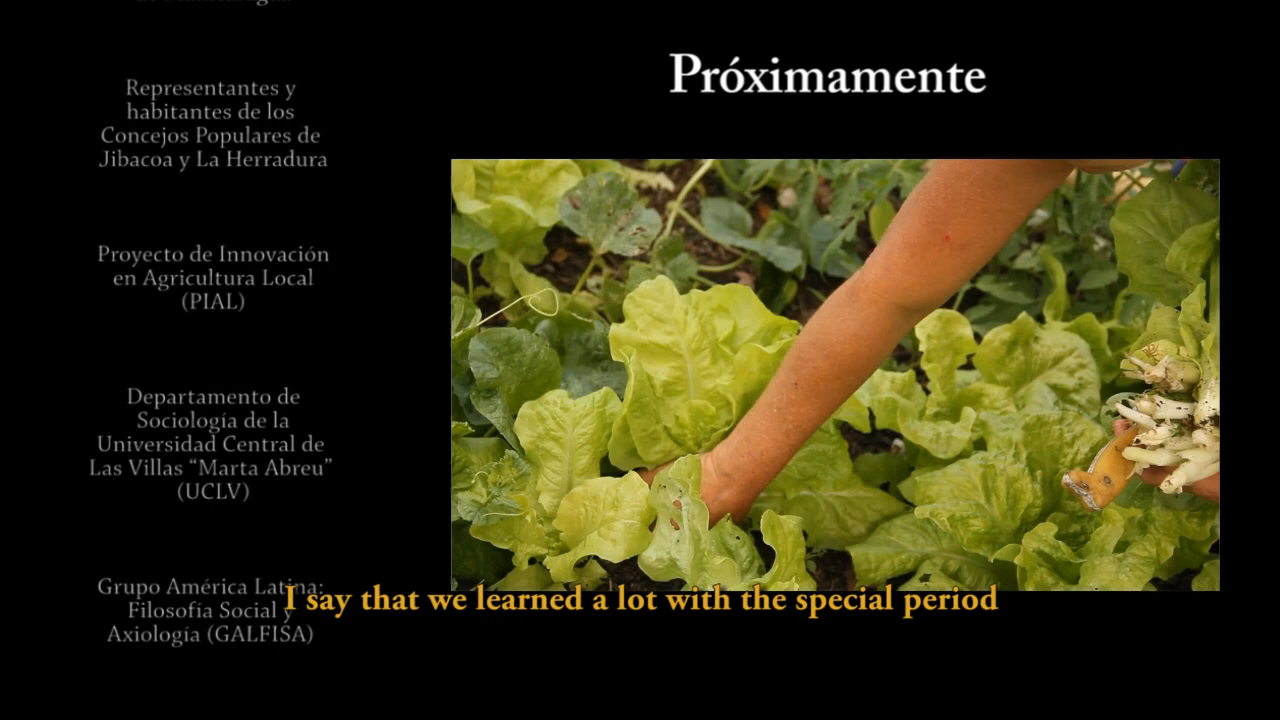 Próximamente
Representantes y
habitantes de los
Concejos Populares de
Jibacoa y La Herradura
Proyecto de Innovación
en Agricultura Local
(PIAL)
Departamento de
Sociología de la
Universidad Central de
Las Villas “Marta Abreu”
(UCLV)
Grupo América Latina:
Filosofía Social y
Axiología (GALFISA)
I say that we learned a lot with the special period